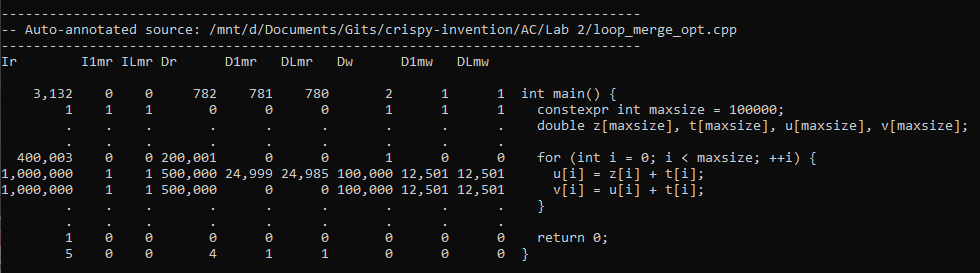 --------------------------------------------------------------------------------
-- Auto-annotated source: /mnt/d/Documents/Gits/crispy-invention/AC/Lab 2/loop_merge_opt.cpp
--------------------------------------------------------------------------------
Ir I1mr ILmr Dr D1mr DLmr Dw D1mw DLmw
3,132 0 0 782 781 780 2 1 1 int main() {
1 1 1 0 0 0 1 1 1 constexpr int maxsize = 100000;
. . . . . . . . . double z[maxsize], t[maxsize], u[maxsize], v[maxsize];
. . . . . . . . .
400,003 0 0 200,001 0 0 1 0 0 for (int i = 0; i < maxsize; ++i) {
1,000,000 1 1 500,000 24,999 24,985 100,000 12,501 12,501 u[i] = z[i] + t[i];
1,000,000 1 1 500,000 0 0 100,000 12,501 12,501 v[i] = u[i] + t[i];
. . . . . . . . . }
. . . . . . . . .
1 0 0 0 0 0 0 0 0 return 0;
5 0 0 4 1 1 0 0 0 }